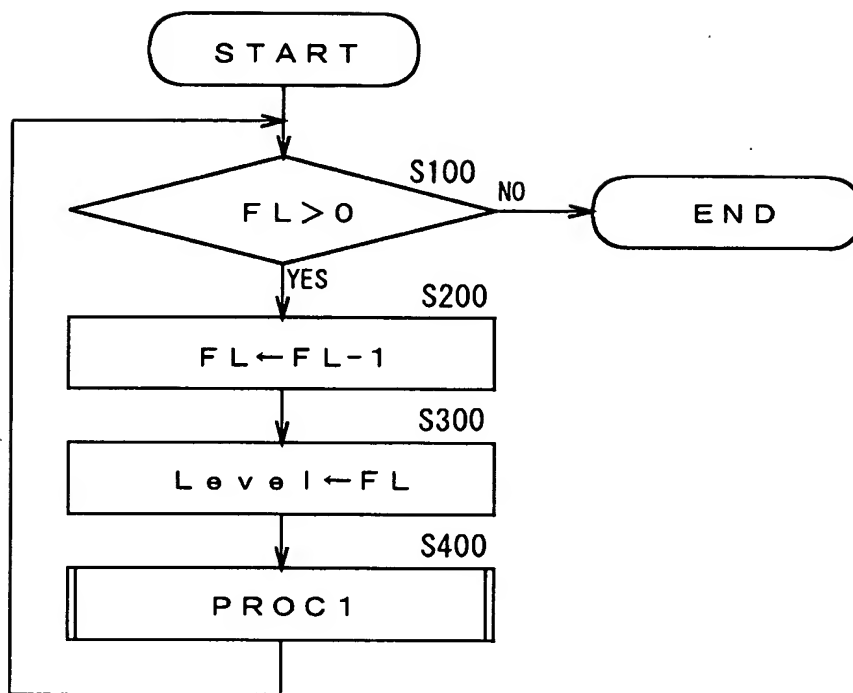 START
S100
FL>0
NO
END
YES
S200
FL←FL-1
S300
Level←FL
S400
PROC1